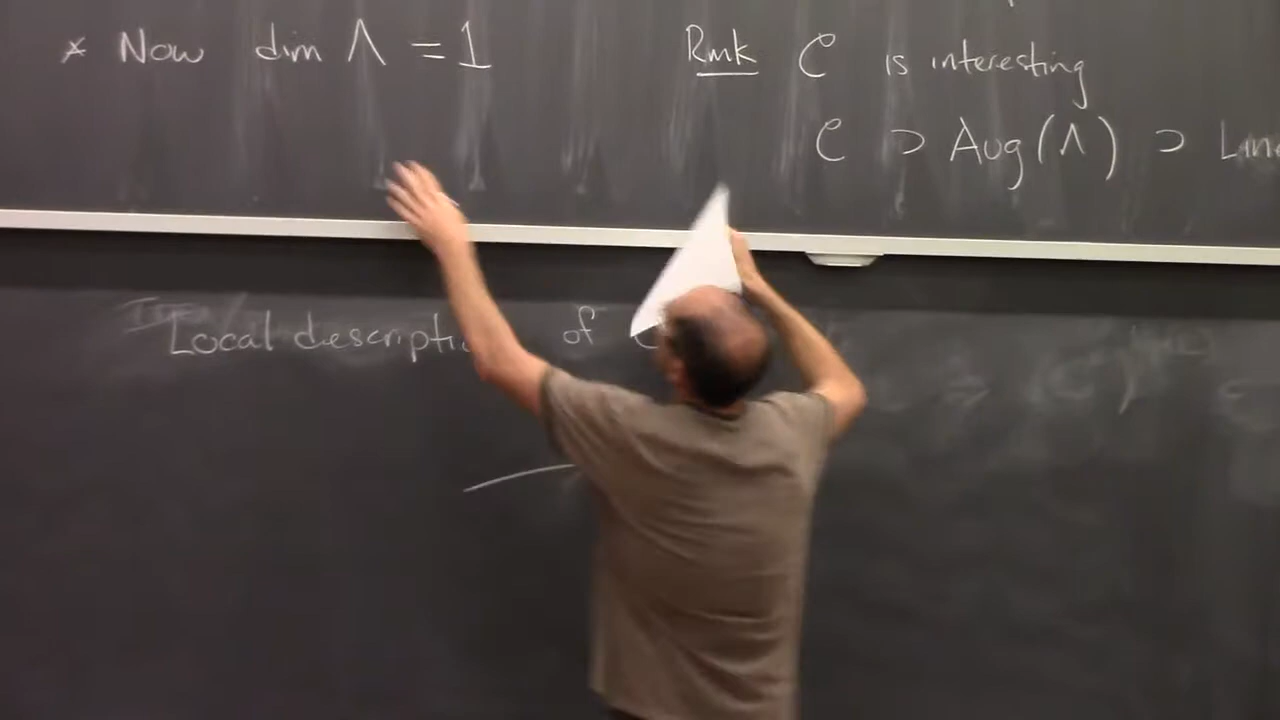 * Now dim Λ = 1
Rmk C is interesting
C ⊃ Aug(Λ) ⊃
Local descripti
of C